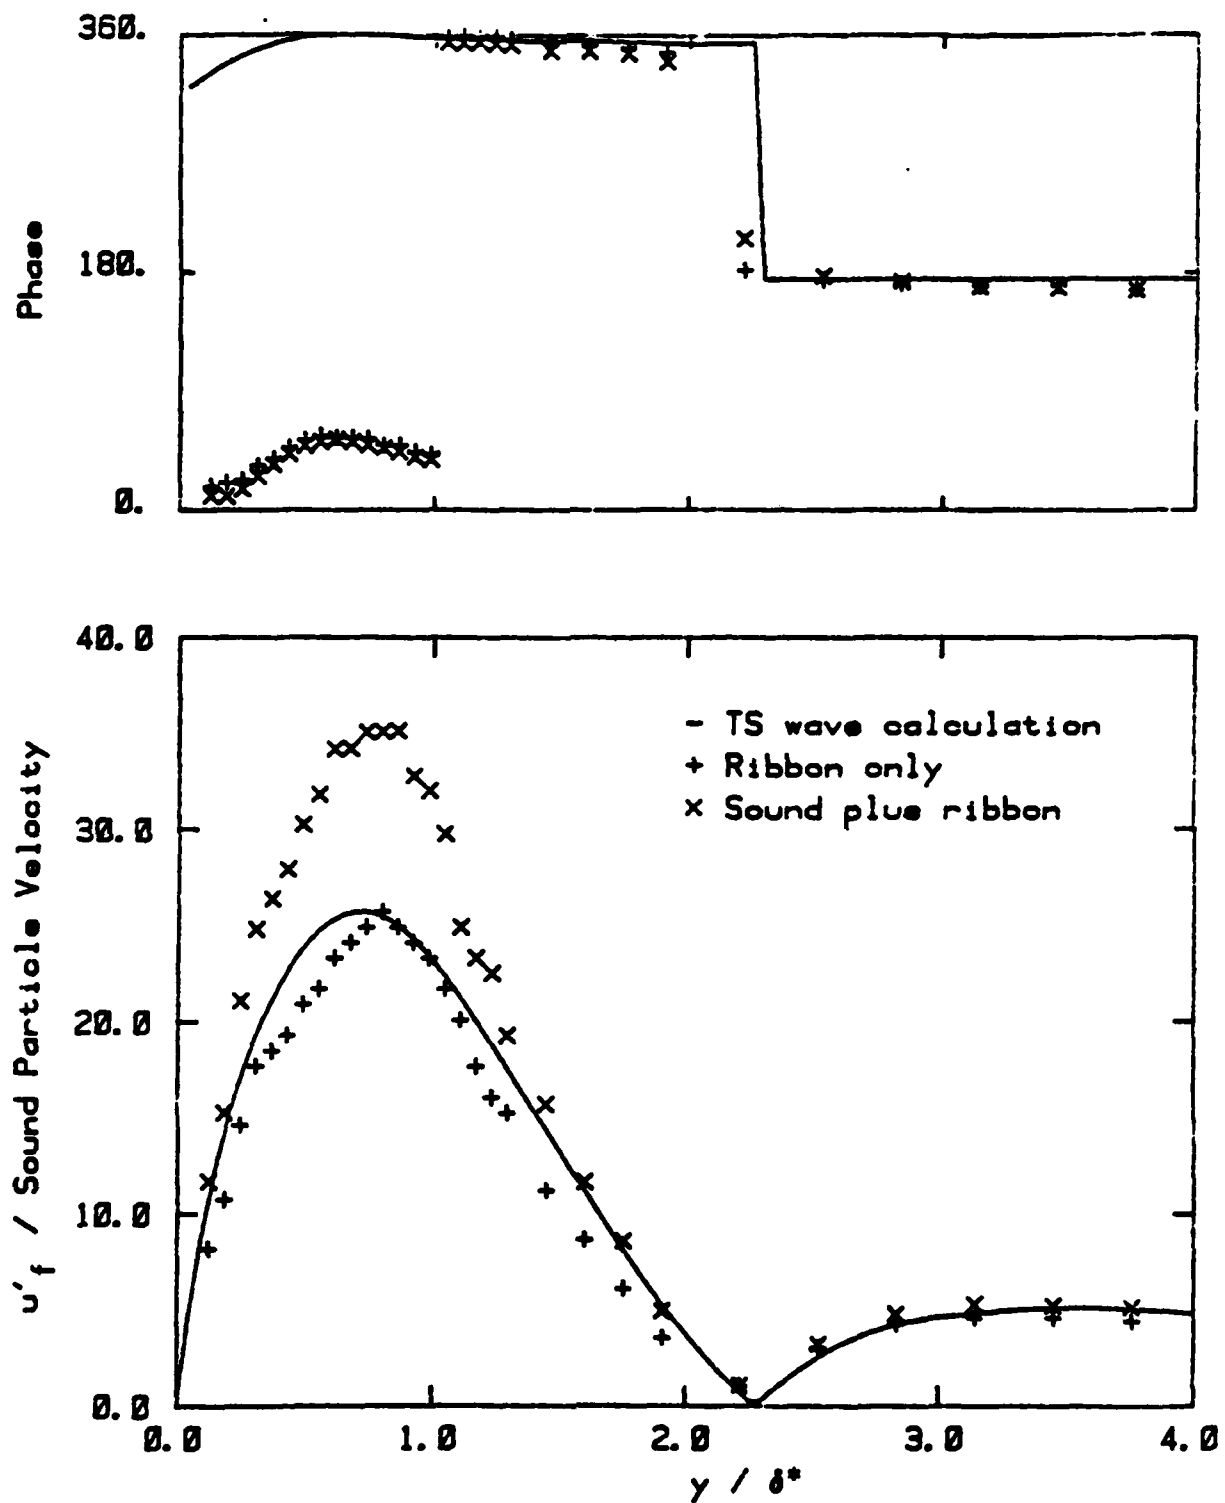 360.
180.
0.
Phase
40.0
30.0
20.0
10.0
0.0
u'f / Sound Particle Velocity
- TS wave calculation
+ Ribbon only
× Sound plus ribbon
0.0 1.0 2.0 3.0 4.0
y / δ*